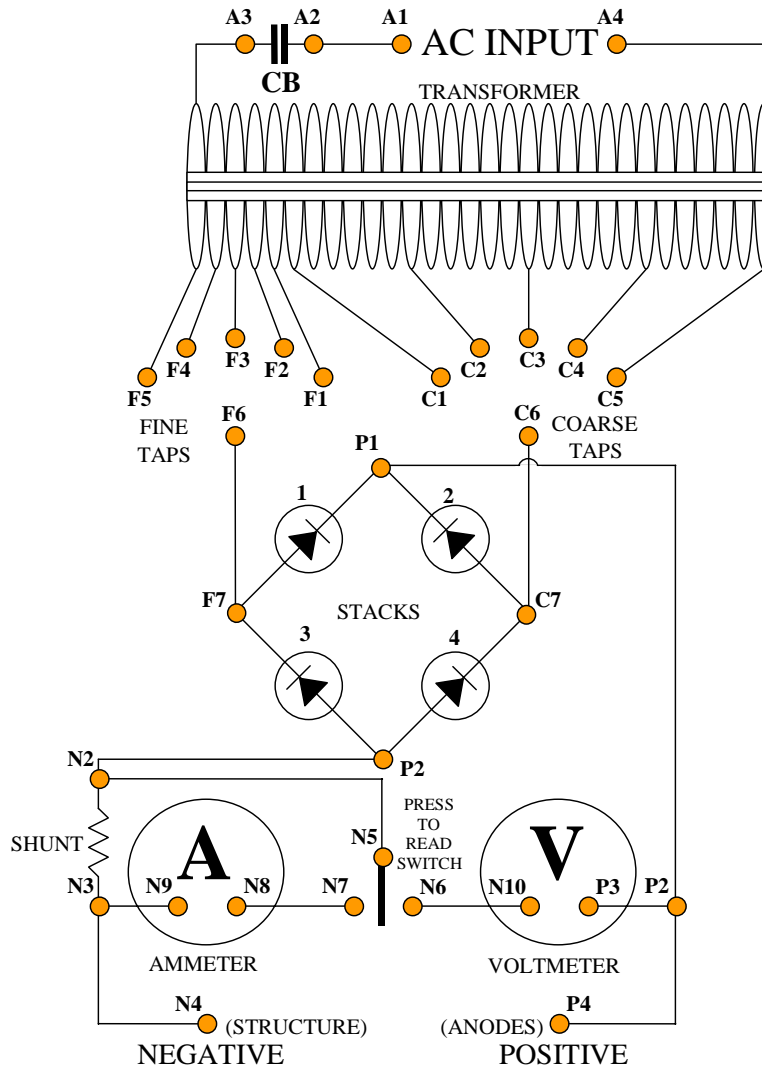 A3 A2 A1 AC INPUT A4
CB
TRANSFORMER
F5 F4 F3 F2 F1 C1 C2 C3 C4 C5
FINE
TAPS
F6
C6
COARSE
TAPS
P1
1 2
F7 STACKS C7
3 4
N2
P2
PRESS
TO
READ
SWITCH
SHUNT
A
N5
V
N3 N9 N8 N7 N6 N10 P3 P2
AMMETER
VOLTMETER
N4 (STRUCTURE)
(ANODES) P4
NEGATIVE
POSITIVE